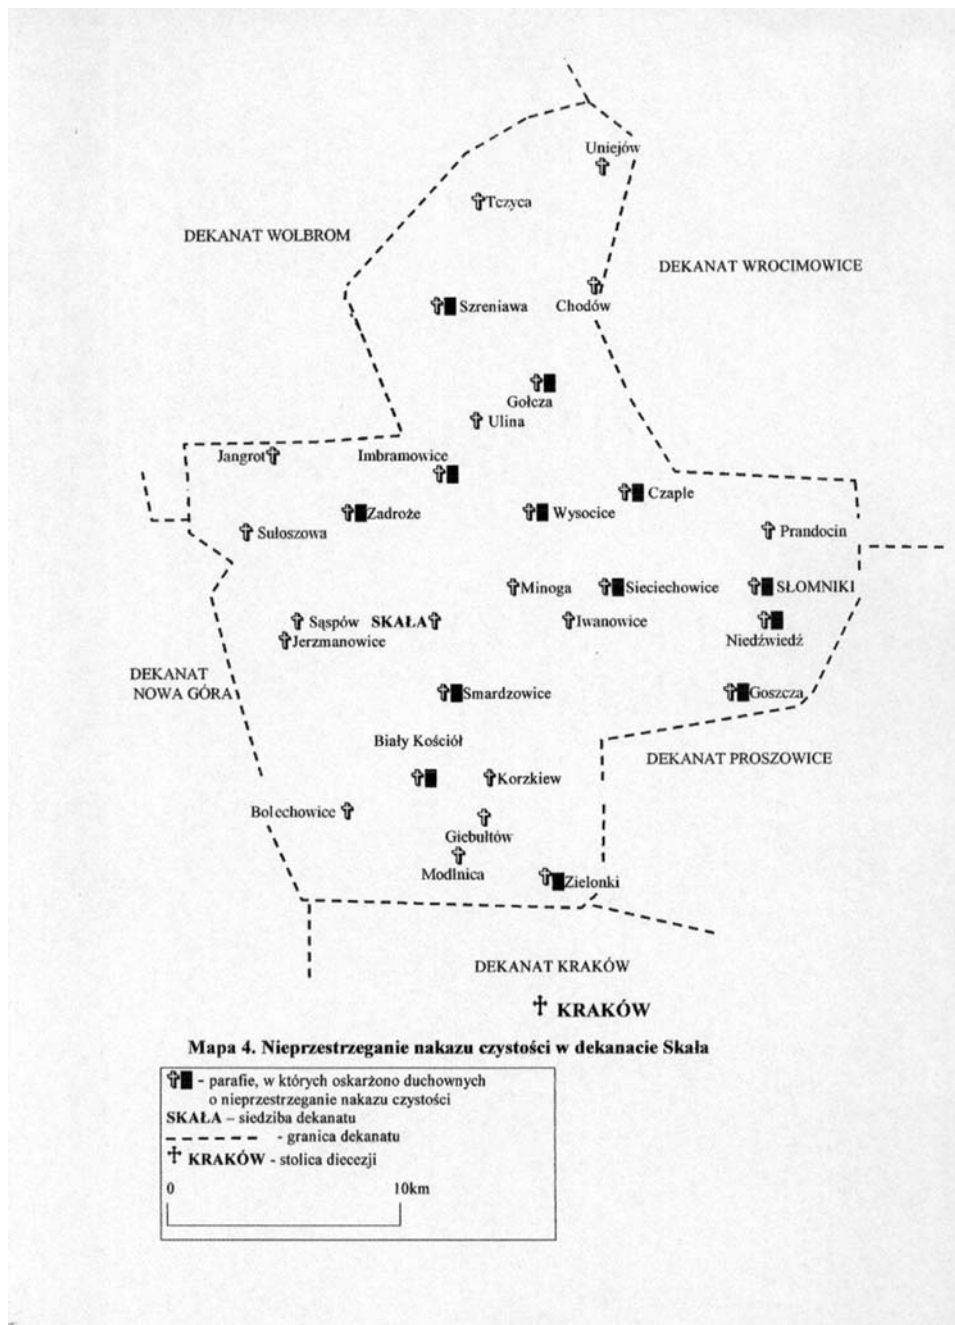 Uniejów
Tczyca
DEKANAT WOLBROM
DEKANAT WROCIMOWICE
Szreniawa
Chodów
Gołcza
Ulina
Jangrot
Imbramowice
Czaple
Zadroże
Wysocice
Sułoszowa
Prandocin
Minoga
Sieciechowice
SŁOMNIKI
Sąspów
SKAŁA
Iwanowice
Niedźwiedź
Jerzmanowice
DEKANAT
NOWA GÓRA
Smardzowice
Goszcza
Biały Kościół
DEKANAT PROSZOWICE
Korzkiew
Bolechowice
Giebułtów
Modlnica
Zielonki
DEKANAT KRAKÓW
KRAKÓW
Mapa 4. Nieprzestrzeganie nakazu czystości w dekanacie Skała
- parafie, w których oskarżono duchownych
o nieprzestrzeganie nakazu czystości
SKAŁA – siedziba dekanatu
- granica dekanatu
KRAKÓW - stolica diecezji
0 10km